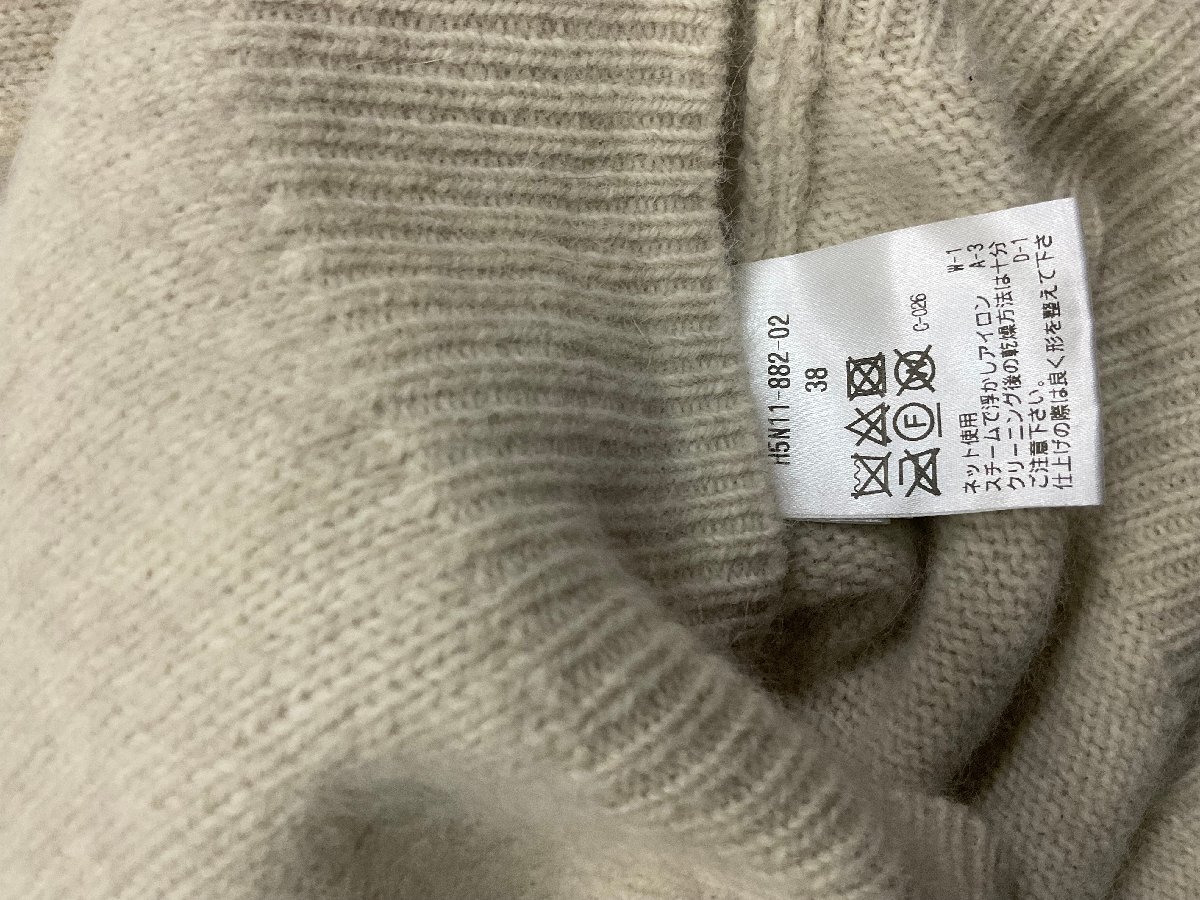 H5N11-882-02
38
F
C-026
ネット使用 W-1
スチームで浮かしアイロン A-3
クリーニング後の乾燥方法は十分
ご注意下さい。 D-1
仕上げの際は良く形を整えて下さ